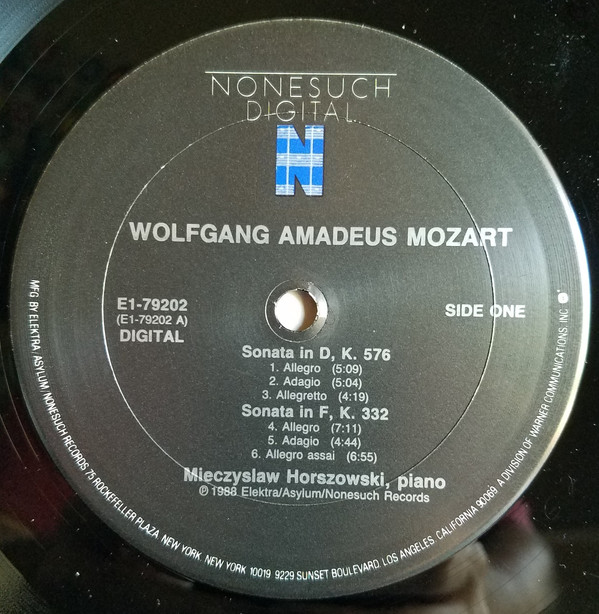 NONESUCH
DIGITAL
N
WOLFGANG AMADEUS MOZART
E1-79202
(E1-79202 A)
DIGITAL
SIDE ONE
Sonata in D, K. 576
1. Allegro (5:09)
2. Adagio (5:04)
3. Allegretto (4:19)
Sonata in F, K. 332
4. Allegro (7:11)
5. Adagio (4:44)
6. Allegro assai (6:55)
Mieczyslaw Horszowski, piano
℗ 1988 Elektra/Asylum/Nonesuch Records
MFG. BY ELEKTRA/ASYLUM/NONESUCH RECORDS 75 ROCKEFELLER PLAZA, NEW YORK, NEW YORK 10019 9229 SUNSET BOULEVARD, LOS ANGELES, CALIFORNIA 90069. A DIVISION OF WARNER COMMUNICATIONS, INC.